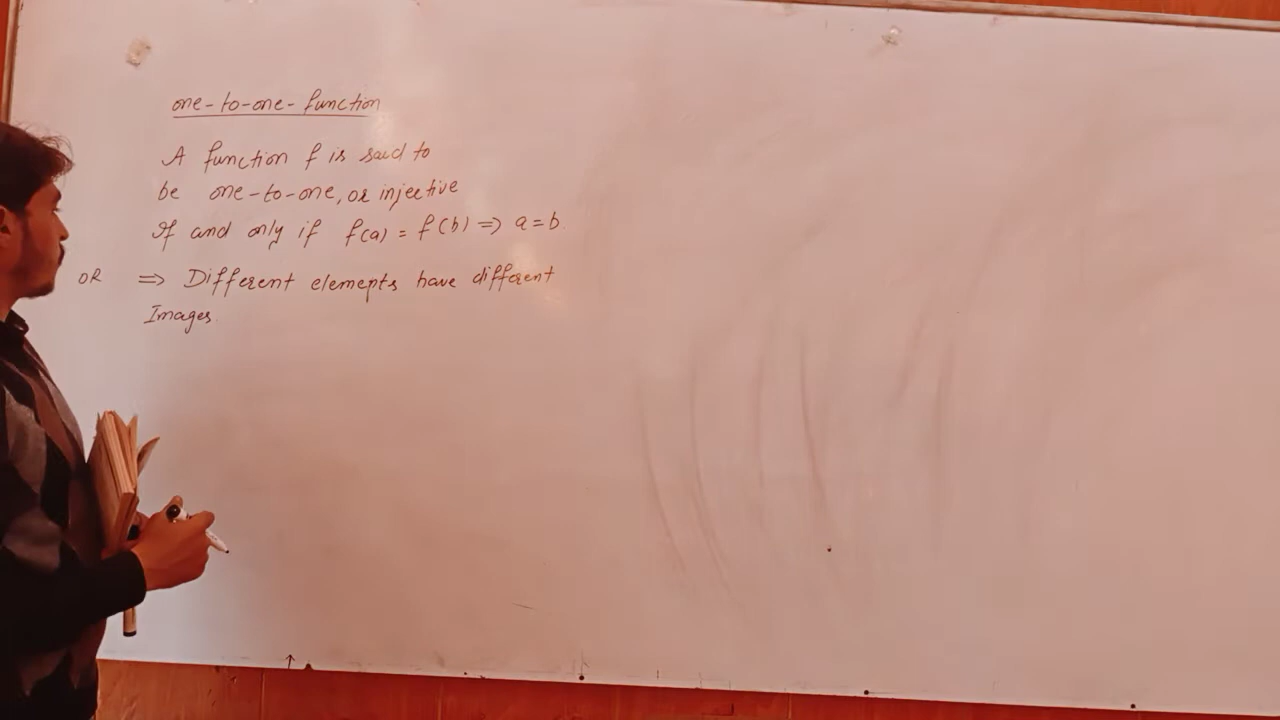 one-to-one-function
A function f is said to
be one-to-one, or injective
If and only if f(a) = f(b) => a=b.
OR => Different elements have different
Images.